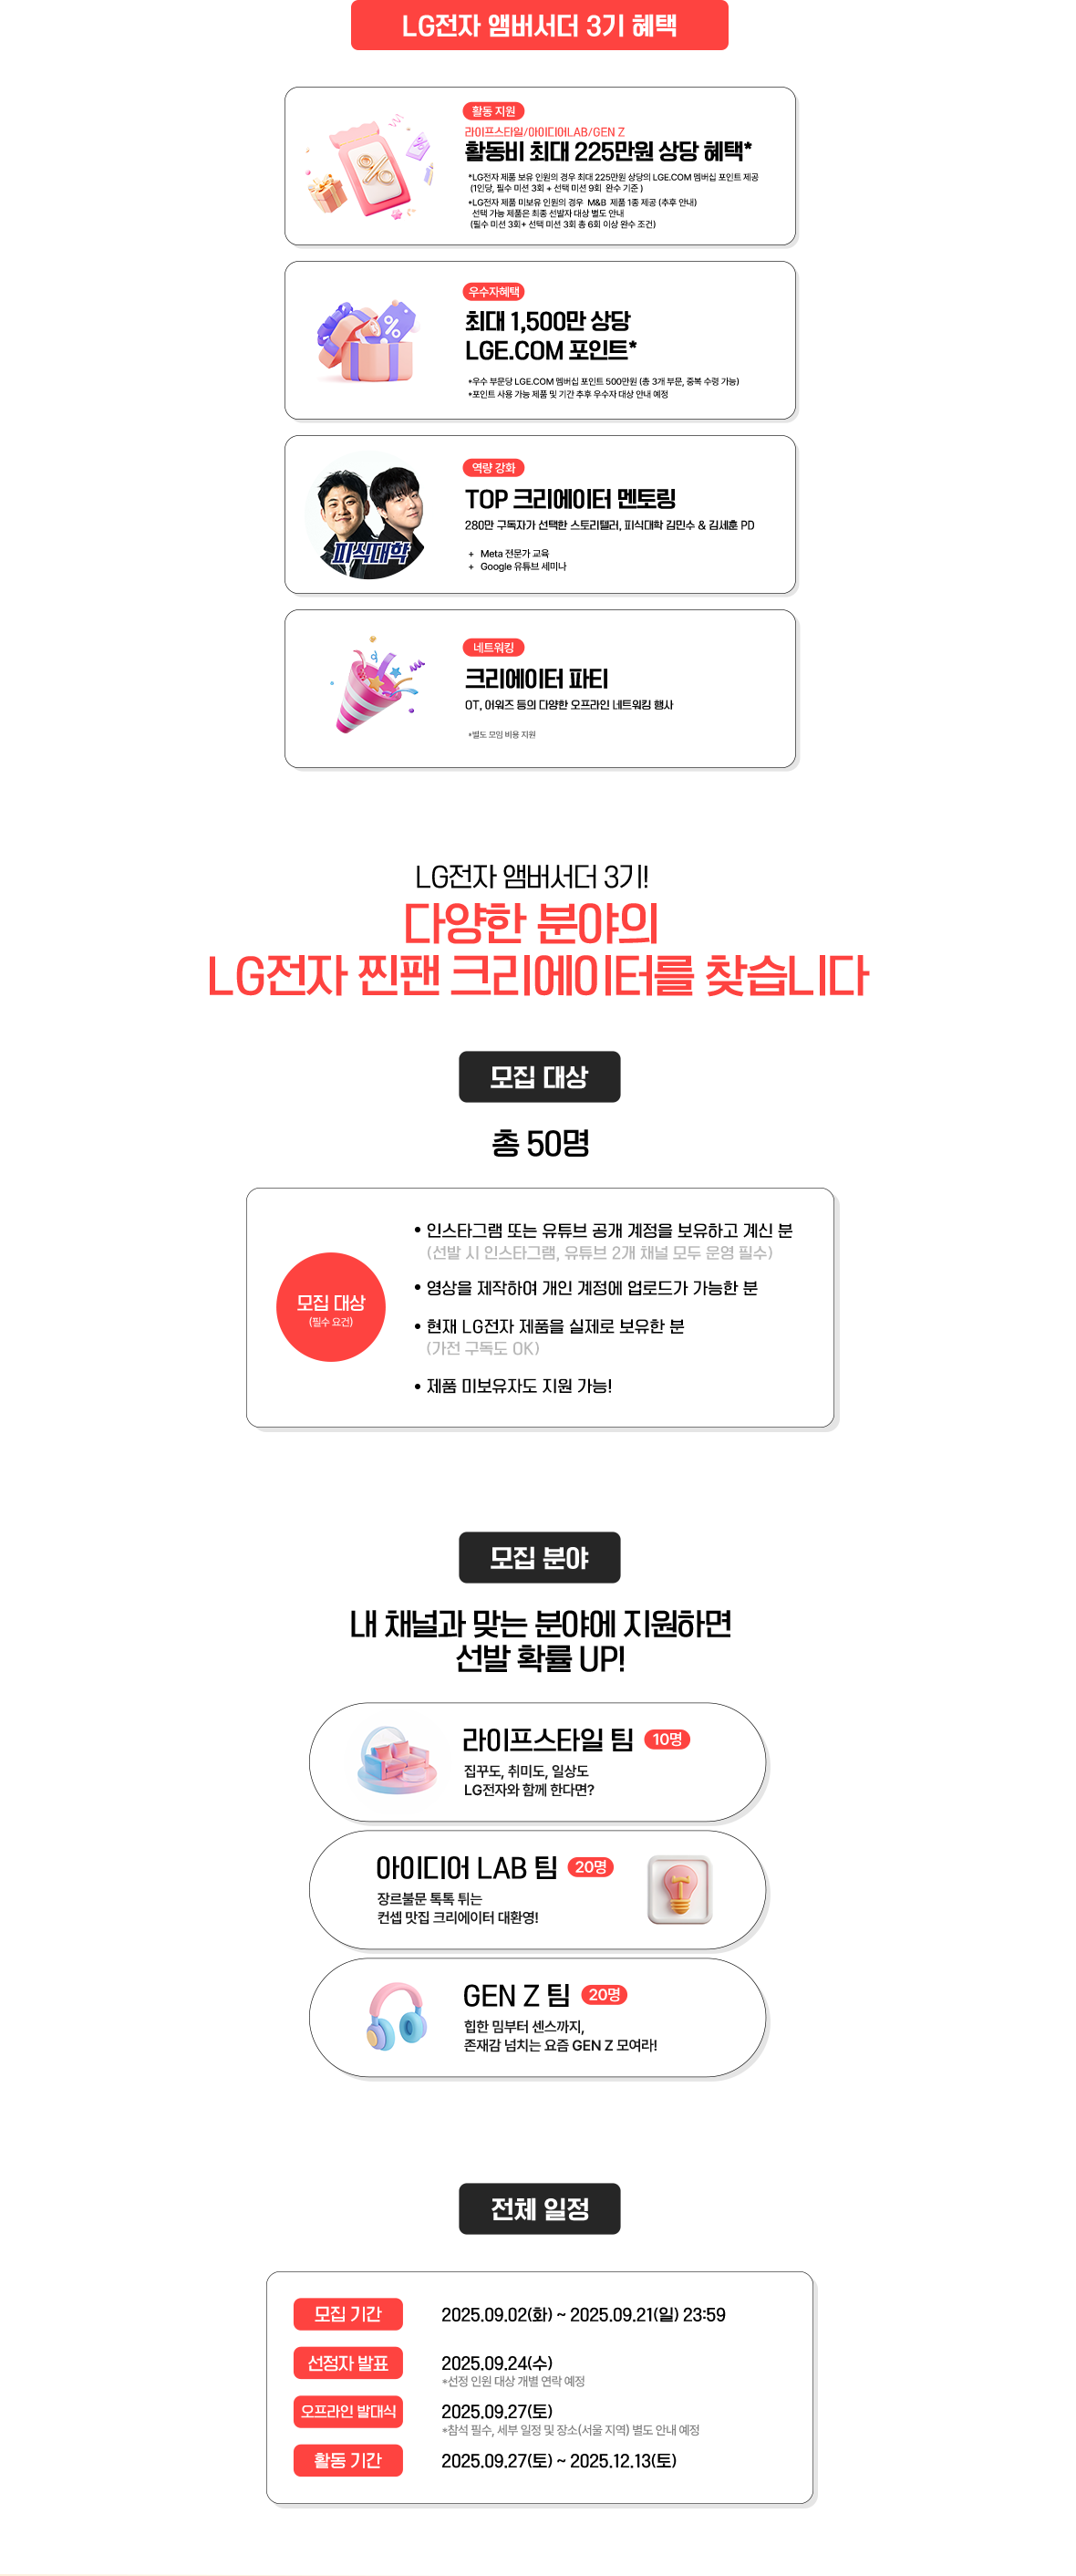 LG전자 앰버서더 3기 혜택
활동 지원
라이프스타일/아이디어LAB/GEN Z
활동비 최대 225만원 상당 혜택*
*LG전자 제품 보유 인원의 경우 최대 225만원 상당의 LGE.COM 멤버십 포인트 제공
(1인당, 필수 미션 3회 + 선택 미션 9회 완수 기준 )
*LG전자 제품 미보유 인원의 경우 M&B 제품 1종 제공 (추후 안내)
선택 가능 제품은 최종 선발자 대상 별도 안내
(필수 미션 3회+ 선택 미션 3회 총 6회 이상 완수 조건)
우수자혜택
최대 1,500만 상당
LGE.COM 포인트*
*우수 부문당 LGE.COM 멤버십 포인트 500만원 (총 3개 부문, 중복 수령 가능)
*포인트 사용 가능 제품 및 기간 추후 우수자 대상 안내 예정
피식대학
역량 강화
TOP 크리에이터 멘토링
280만 구독자가 선택한 스토리텔러, 피식대학 김민수 & 김세훈 PD
+ Meta 전문가 교육
+ Google 유튜브 세미나
네트워킹
크리에이터 파티
OT, 어워즈 등의 다양한 오프라인 네트워킹 행사
*별도 모임 비용 지원
LG전자 앰버서더 3기!
다양한 분야의
LG전자 찐팬 크리에이터를 찾습니다
모집 대상
총 50명
모집 대상
(필수 요건)
• 인스타그램 또는 유튜브 공개 계정을 보유하고 계신 분
(선발 시 인스타그램, 유튜브 2개 채널 모두 운영 필수)
• 영상을 제작하여 개인 계정에 업로드가 가능한 분
• 현재 LG전자 제품을 실제로 보유한 분
(가전 구독도 OK)
• 제품 미보유자도 지원 가능!
모집 분야
내 채널과 맞는 분야에 지원하면
선발 확률 UP!
라이프스타일 팀 10명
집꾸도, 취미도, 일상도
LG전자와 함께 한다면?
아이디어 LAB 팀 20명
장르불문 톡톡 튀는
컨셉 맛집 크리에이터 대환영!
GEN Z 팀 20명
힙한 밈부터 센스까지,
존재감 넘치는 요즘 GEN Z 모여라!
전체 일정
모집 기간 2025.09.02(화) ~ 2025.09.21(일) 23:59
선정자 발표 2025.09.24(수)
*선정 인원 대상 개별 연락 예정
오프라인 발대식 2025.09.27(토)
*참석 필수, 세부 일정 및 장소(서울 지역) 별도 안내 예정
활동 기간 2025.09.27(토) ~ 2025.12.13(토)